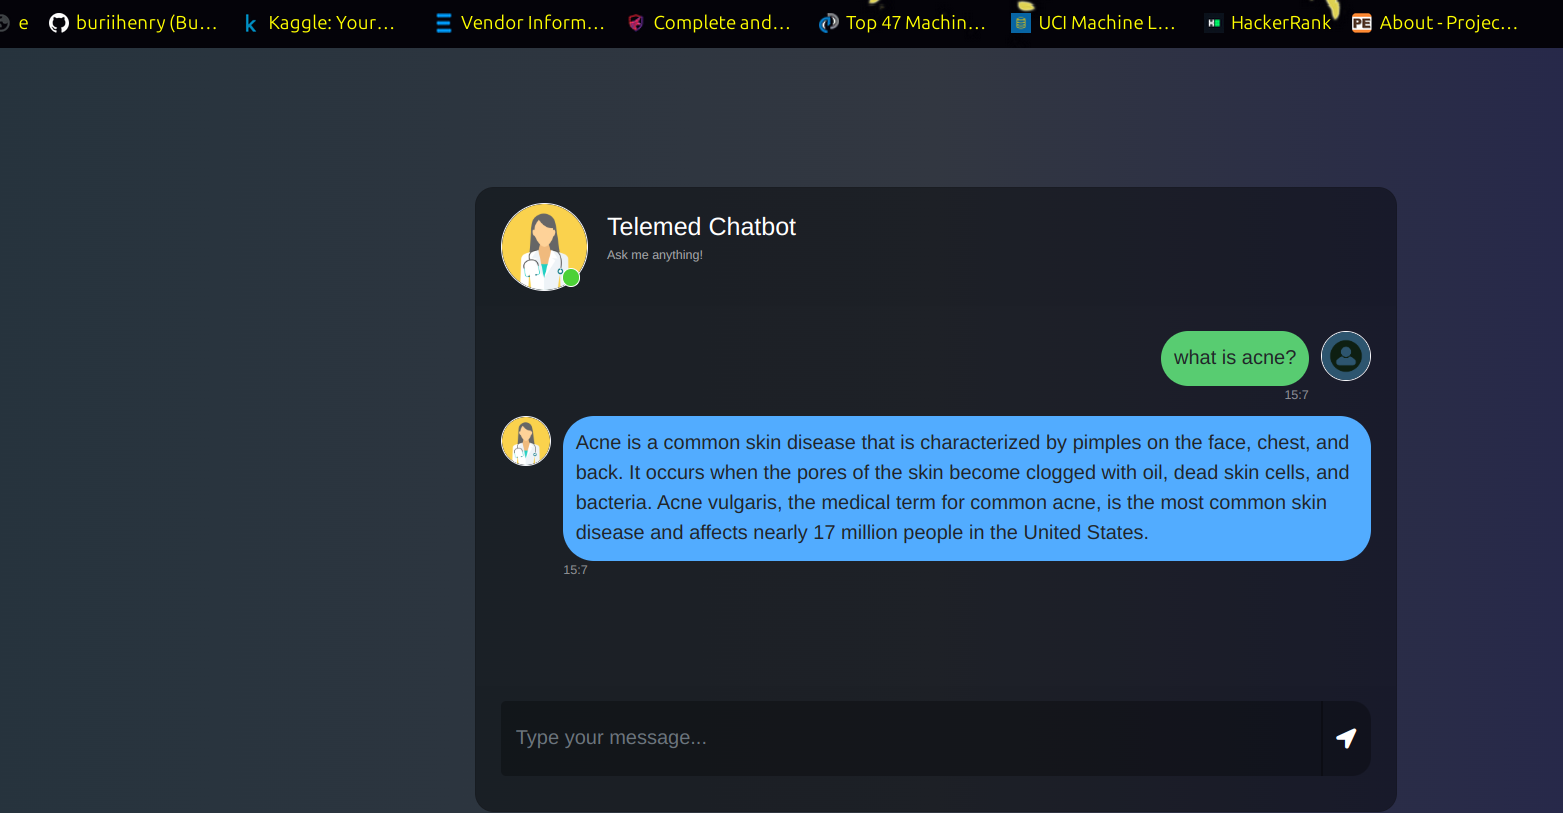 e buriihenry (Bu... Kaggle: Your... Vendor Inform... Complete and... Top 47 Machin... UCI Machine L... HackerRank About - Projec...
Telemed Chatbot
Ask me anything!
what is acne?
15:7
Acne is a common skin disease that is characterized by pimples on the face, chest, and
back. It occurs when the pores of the skin become clogged with oil, dead skin cells, and
bacteria. Acne vulgaris, the medical term for common acne, is the most common skin
disease and affects nearly 17 million people in the United States.
15:7
Type your message...